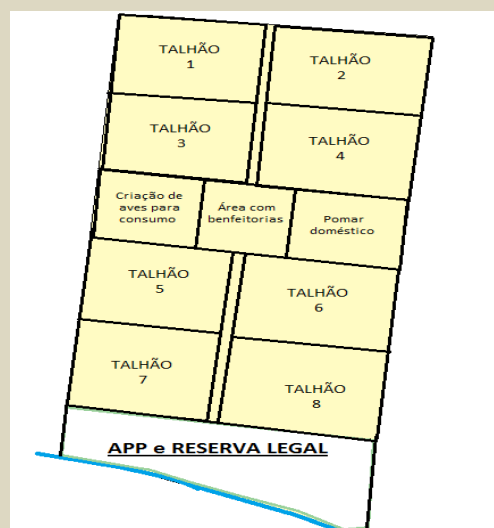 TALHÃO
1
TALHÃO
2
TALHÃO
3
TALHÃO
4
Criação de
aves para
consumo
Área com
benfeitorias
Pomar
doméstico
TALHÃO
5
TALHÃO
6
TALHÃO
7
TALHÃO
8
APP e RESERVA LEGAL